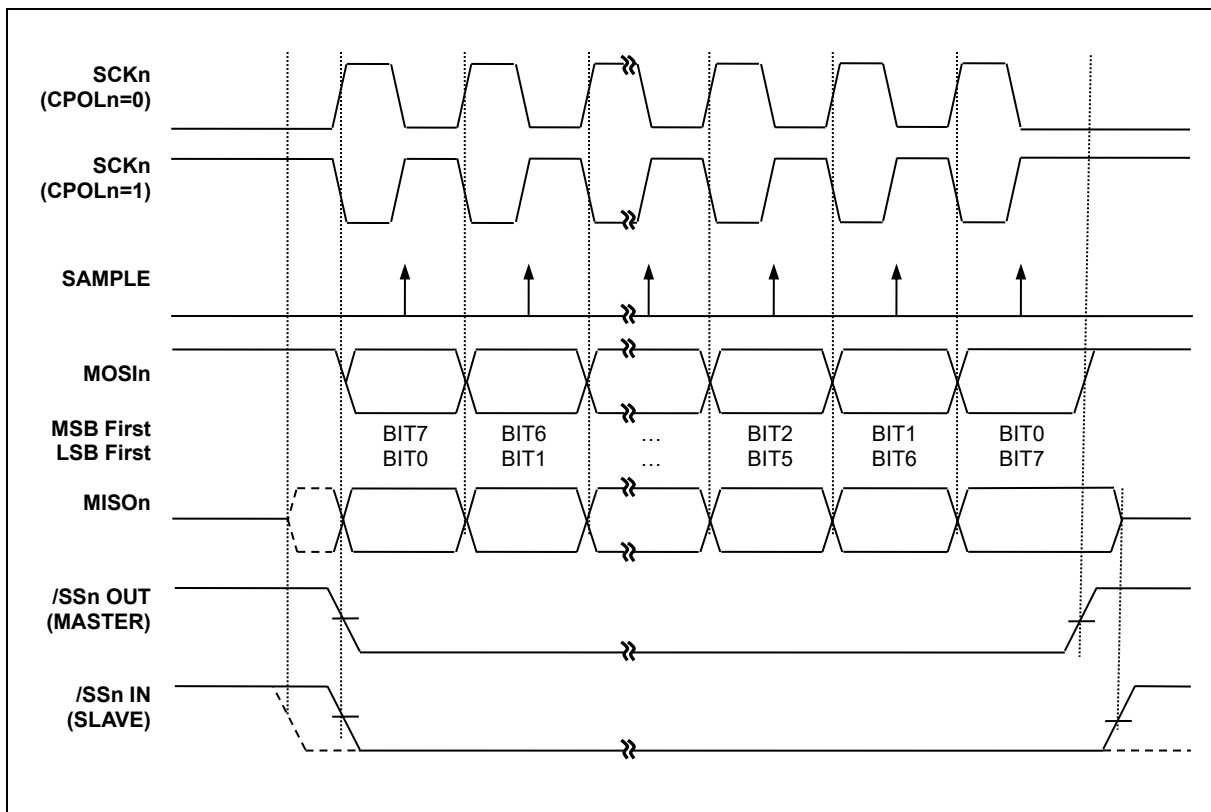 SCKn
(CPOLn=0)
SCKn
(CPOLn=1)
SAMPLE
MOSIn
MSB First BIT7 BIT6 … BIT2 BIT1 BIT0
LSB First BIT0 BIT1 … BIT5 BIT6 BIT7
MISOn
/SSn OUT
(MASTER)
/SSn IN
(SLAVE)